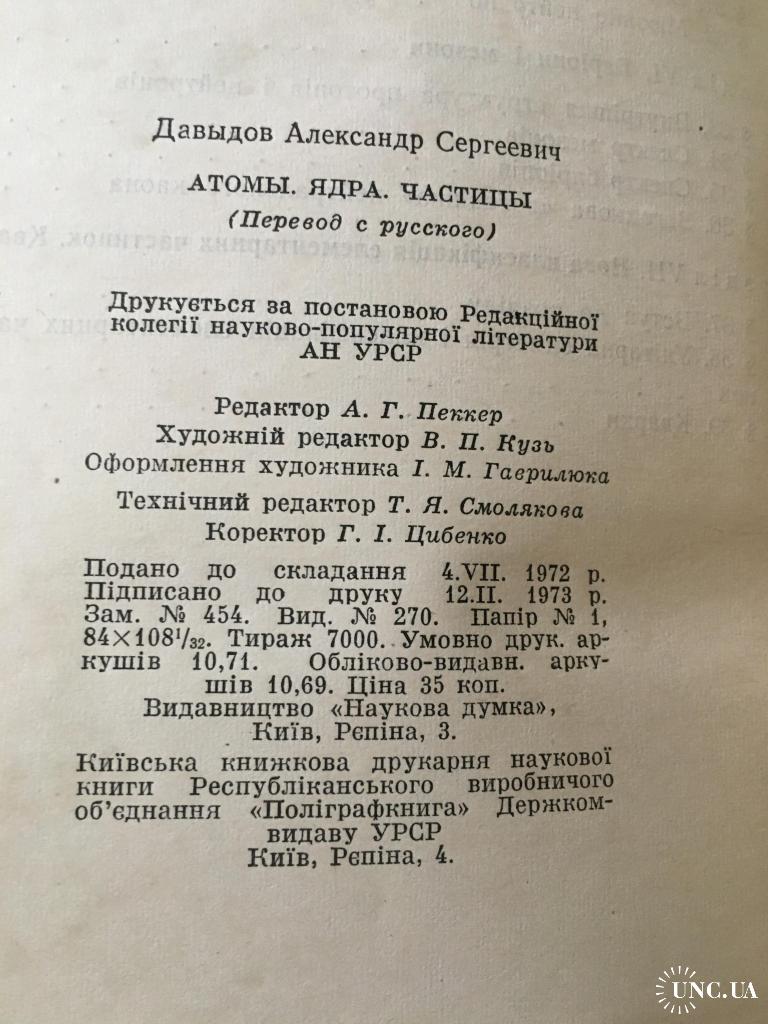 Давыдов Александр Сергеевич
АТОМЫ. ЯДРА. ЧАСТИЦЫ
(Перевод с русского)
Друкується за постановою Редакційної
колегії науково-популярної літератури
АН УРСР
Редактор А. Г. Пеккер
Художній редактор В. П. Кузь
Оформлення художника І. М. Гаврилюка
Технічний редактор Т. Я. Смолякова
Коректор Г. І. Цибенко
Подано до складання 4.VII. 1972 р.
Підписано до друку 12.II. 1973 р.
Зам. № 454. Вид. № 270. Папір № 1,
84×108¹/₃₂. Тираж 7000. Умовно друк. ар-
кушів 10,71. Обліково-видавн. арку-
шів 10,69. Ціна 35 коп.
Видавництво «Наукова думка»,
Київ, Рєпіна, 3.
Київська книжкова друкарня наукової
книги Республіканського виробничого
об’єднання «Поліграфкнига» Держком-
видаву УРСР
Київ, Рєпіна, 4.
UNC.UA